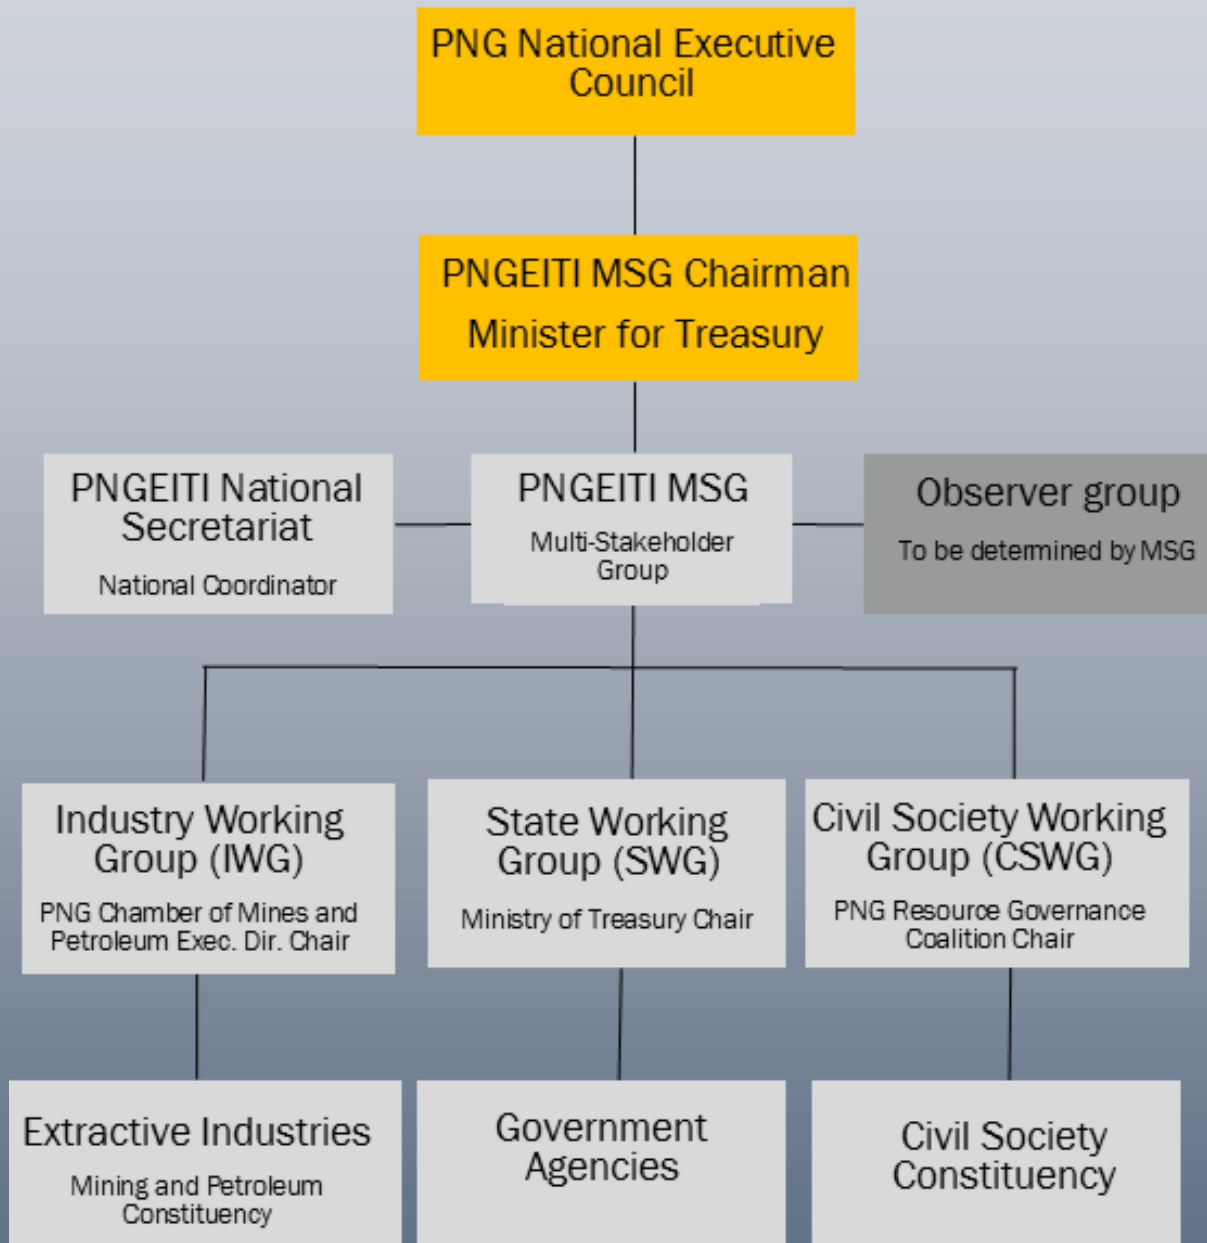 PNG National Executive
Council
PNGEITI MSG Chairman
Minister for Treasury
PNGEITI National
Secretariat
National Coordinator
PNGEITI MSG
Multi-Stakeholder
Group
Observer group
To be determined by MSG
Industry Working
Group (IWG)
PNG Chamber of Mines and
Petroleum Exec. Dir. Chair
State Working
Group (SWG)
Ministry of Treasury Chair
Civil Society Working
Group (CSWG)
PNG Resource Governance
Coalition Chair
Extractive Industries
Mining and Petroleum
Constituency
Government
Agencies
Civil Society
Constituency